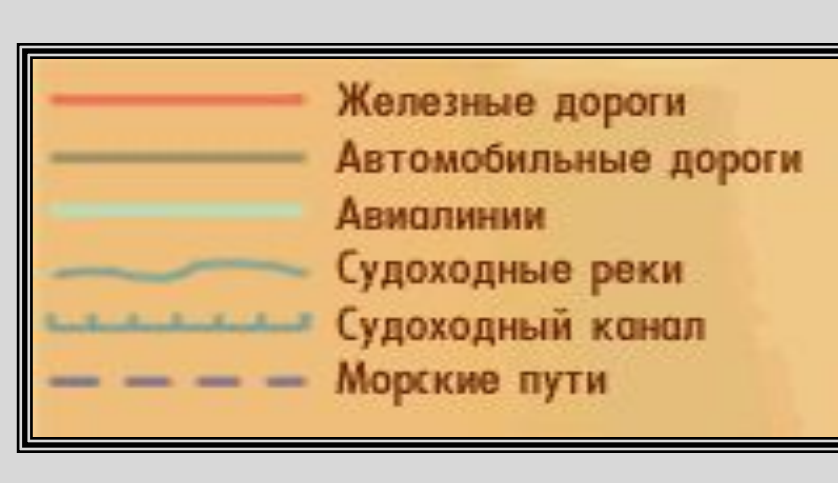 Железные дороги
Автомобильные дороги
Авиалинии
Судоходные реки
Судоходный канал
Морские пути